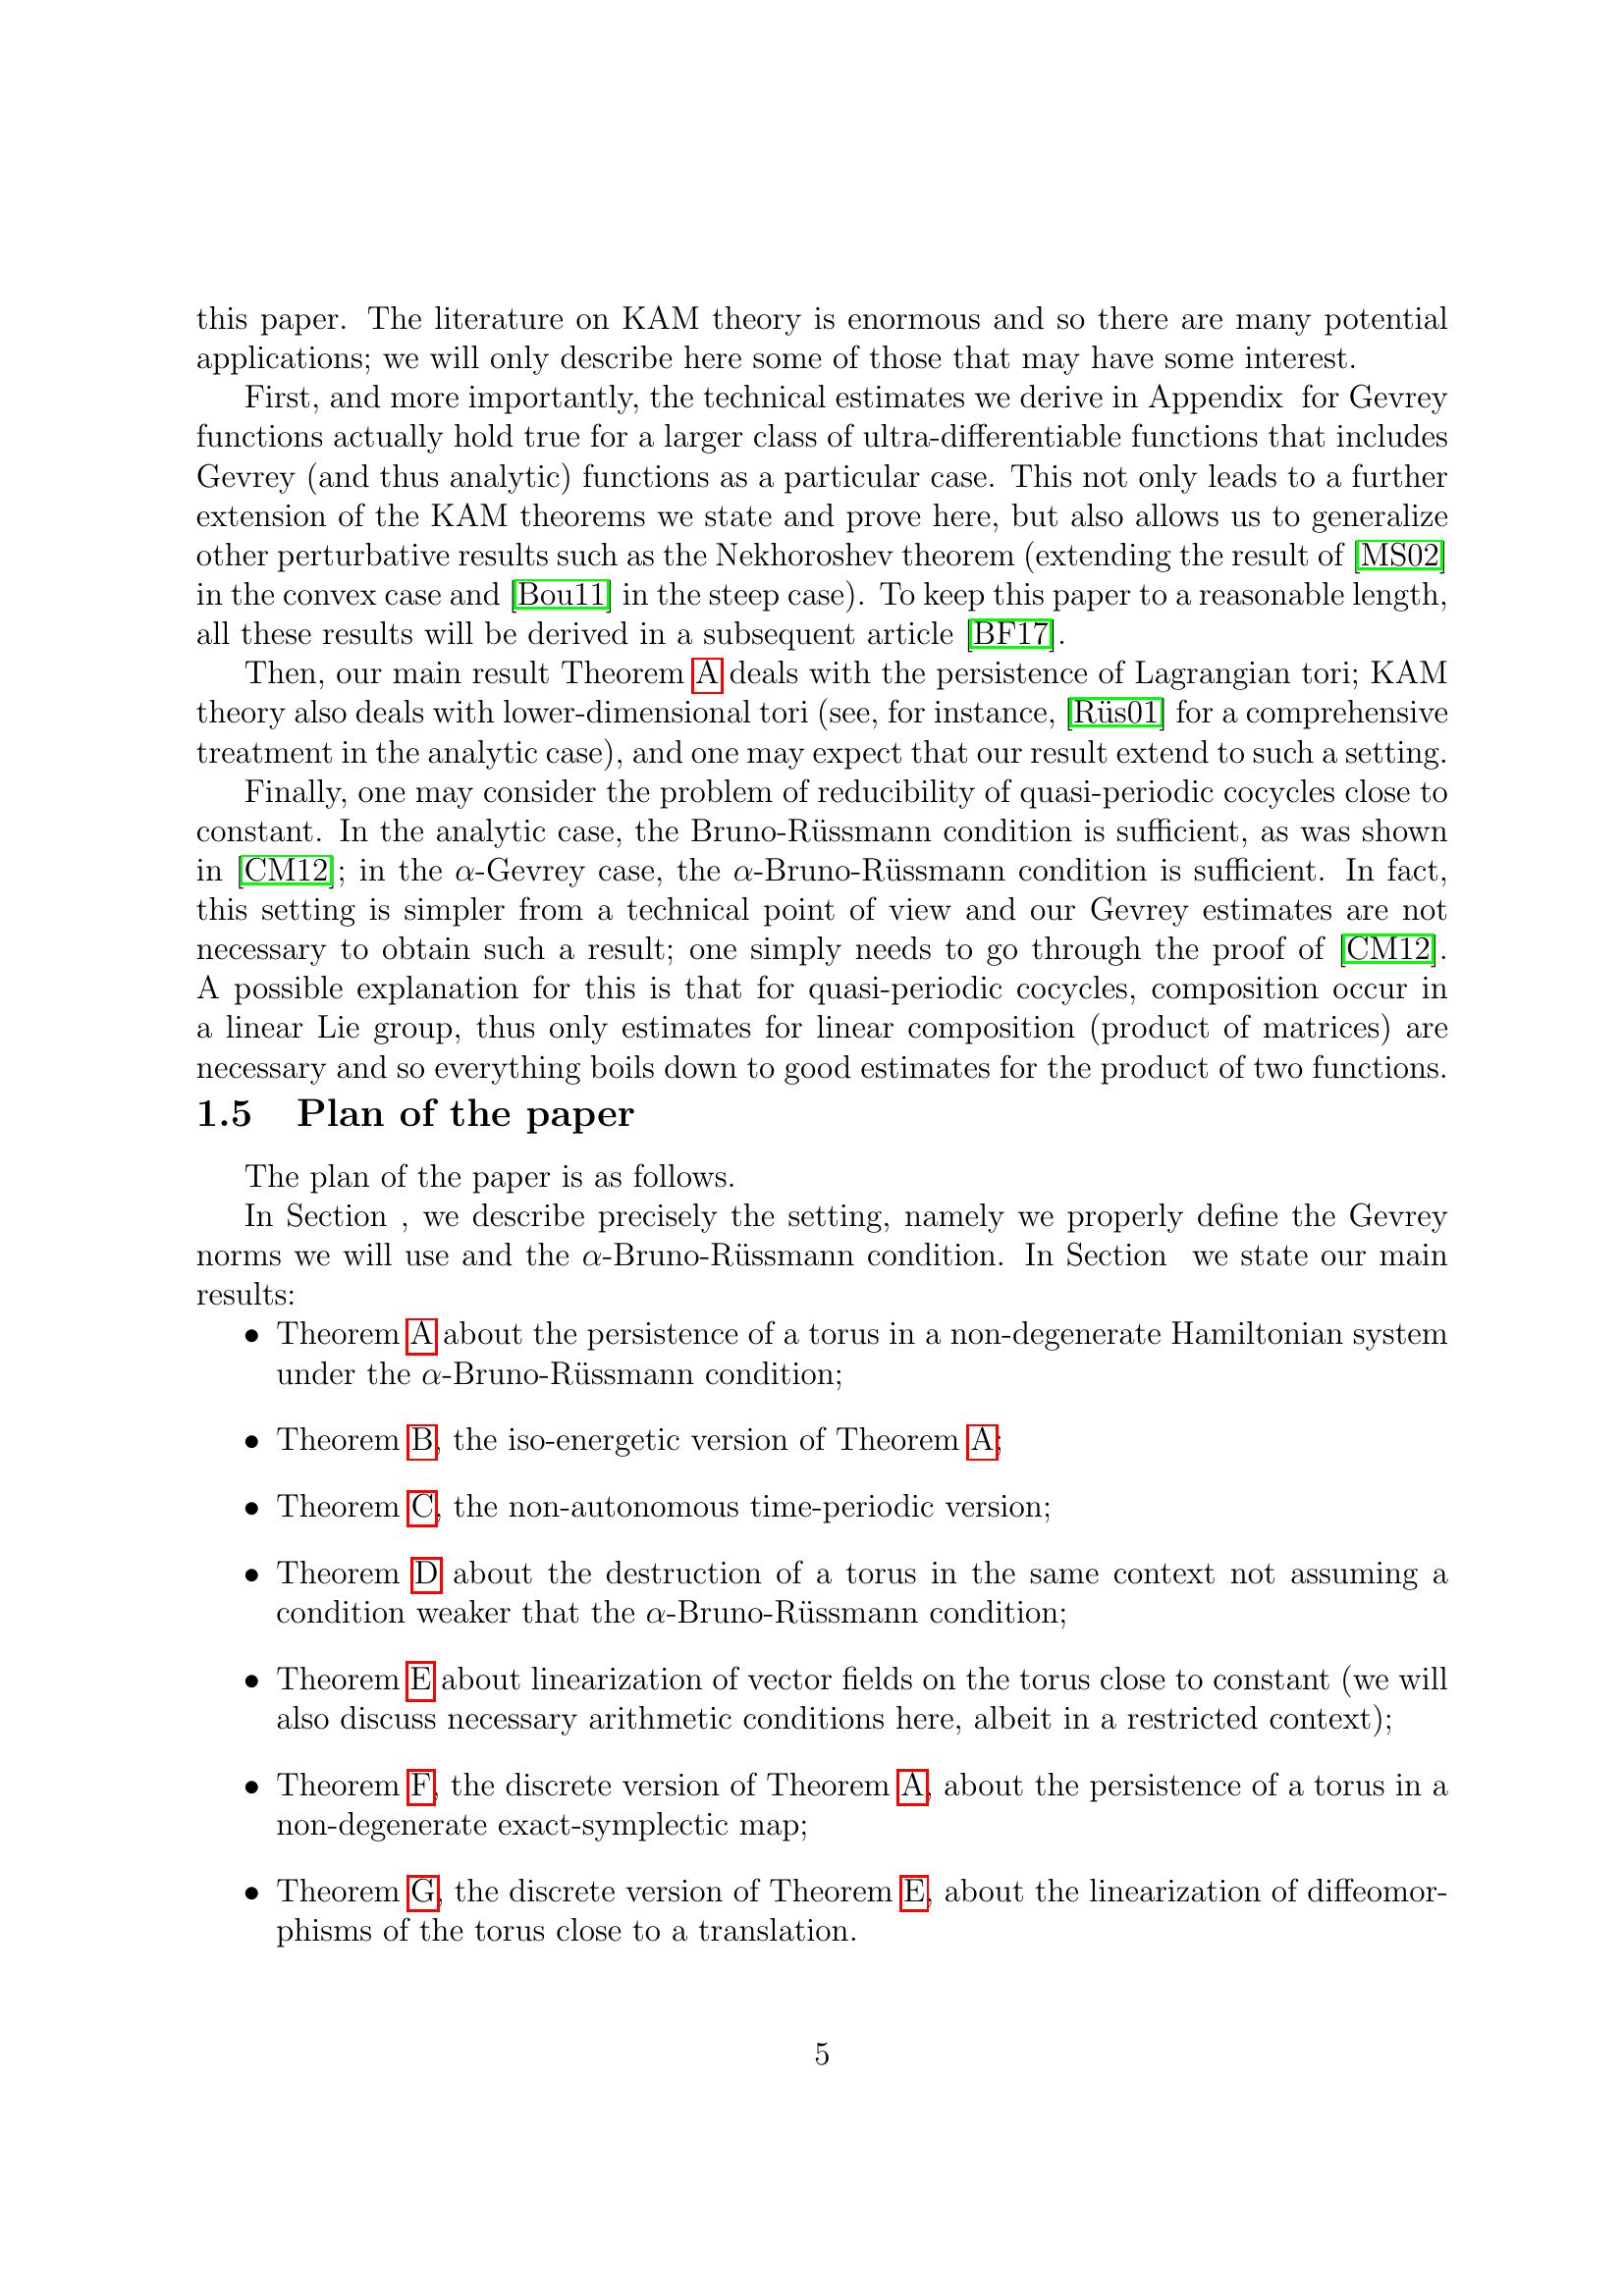 this paper. The literature on KAM theory is enormous and so there are many potential
applications; we will only describe here some of those that may have some interest.
First, and more importantly, the technical estimates we derive in Appendix for Gevrey
functions actually hold true for a larger class of ultra-differentiable functions that includes
Gevrey (and thus analytic) functions as a particular case. This not only leads to a further
extension of the KAM theorems we state and prove here, but also allows us to generalize
other perturbative results such as the Nekhoroshev theorem (extending the result of [MS02]
in the convex case and [Bou11] in the steep case). To keep this paper to a reasonable length,
all these results will be derived in a subsequent article [BF17].
Then, our main result Theorem A deals with the persistence of Lagrangian tori; KAM
theory also deals with lower-dimensional tori (see, for instance, [Rüs01] for a comprehensive
treatment in the analytic case), and one may expect that our result extend to such a setting.
Finally, one may consider the problem of reducibility of quasi-periodic cocycles close to
constant. In the analytic case, the Bruno-Rüssmann condition is sufficient, as was shown
in [CM12]; in the α-Gevrey case, the α-Bruno-Rüssmann condition is sufficient. In fact,
this setting is simpler from a technical point of view and our Gevrey estimates are not
necessary to obtain such a result; one simply needs to go through the proof of [CM12].
A possible explanation for this is that for quasi-periodic cocycles, composition occur in
a linear Lie group, thus only estimates for linear composition (product of matrices) are
necessary and so everything boils down to good estimates for the product of two functions.
1.5 Plan of the paper
The plan of the paper is as follows.
In Section , we describe precisely the setting, namely we properly define the Gevrey
norms we will use and the α-Bruno-Rüssmann condition. In Section we state our main
results:
• Theorem A about the persistence of a torus in a non-degenerate Hamiltonian system
under the α-Bruno-Rüssmann condition;
• Theorem B, the iso-energetic version of Theorem A;
• Theorem C, the non-autonomous time-periodic version;
• Theorem D about the destruction of a torus in the same context not assuming a
condition weaker that the α-Bruno-Rüssmann condition;
• Theorem E about linearization of vector fields on the torus close to constant (we will
also discuss necessary arithmetic conditions here, albeit in a restricted context);
• Theorem F, the discrete version of Theorem A, about the persistence of a torus in a
non-degenerate exact-symplectic map;
• Theorem G, the discrete version of Theorem E, about the linearization of diffeomor-
phisms of the torus close to a translation.
5